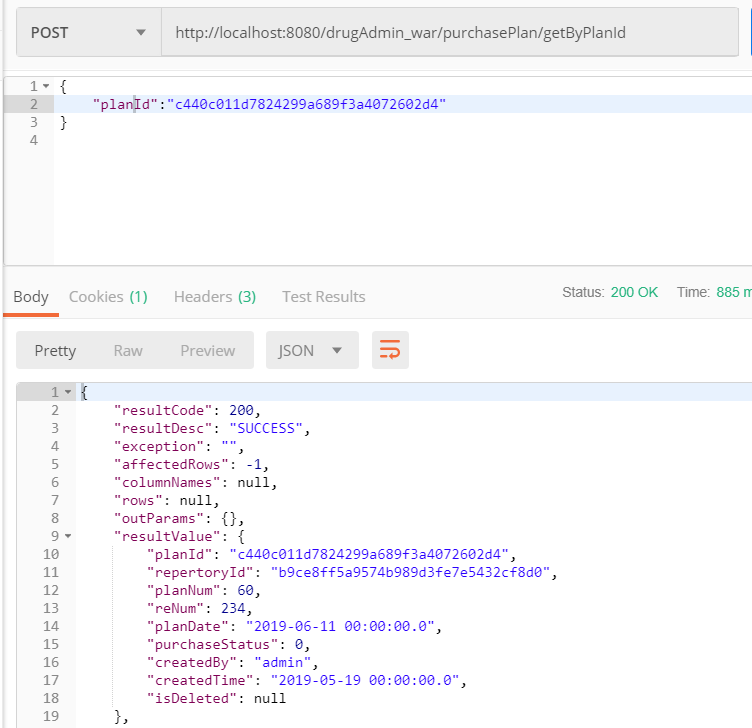 POST http://localhost:8080/drugAdmin_war/purchasePlan/getByPlanId
1 {
2 "planId":"c440c011d7824299a689f3a4072602d4"
3 }
4
Body Cookies (1) Headers (3) Test Results Status: 200 OK Time: 885 m
Pretty Raw Preview JSON
1 {
2 "resultCode": 200,
3 "resultDesc": "SUCCESS",
4 "exception": "",
5 "affectedRows": -1,
6 "columnNames": null,
7 "rows": null,
8 "outParams": {},
9 "resultValue": {
10 "planId": "c440c011d7824299a689f3a4072602d4",
11 "repertoryId": "b9ce8ff5a9574b989d3fe7e5432cf8d0",
12 "planNum": 60,
13 "reNum": 234,
14 "planDate": "2019-06-11 00:00:00.0",
15 "purchaseStatus": 0,
16 "createdBy": "admin",
17 "createdTime": "2019-05-19 00:00:00.0",
18 "isDeleted": null
19 },